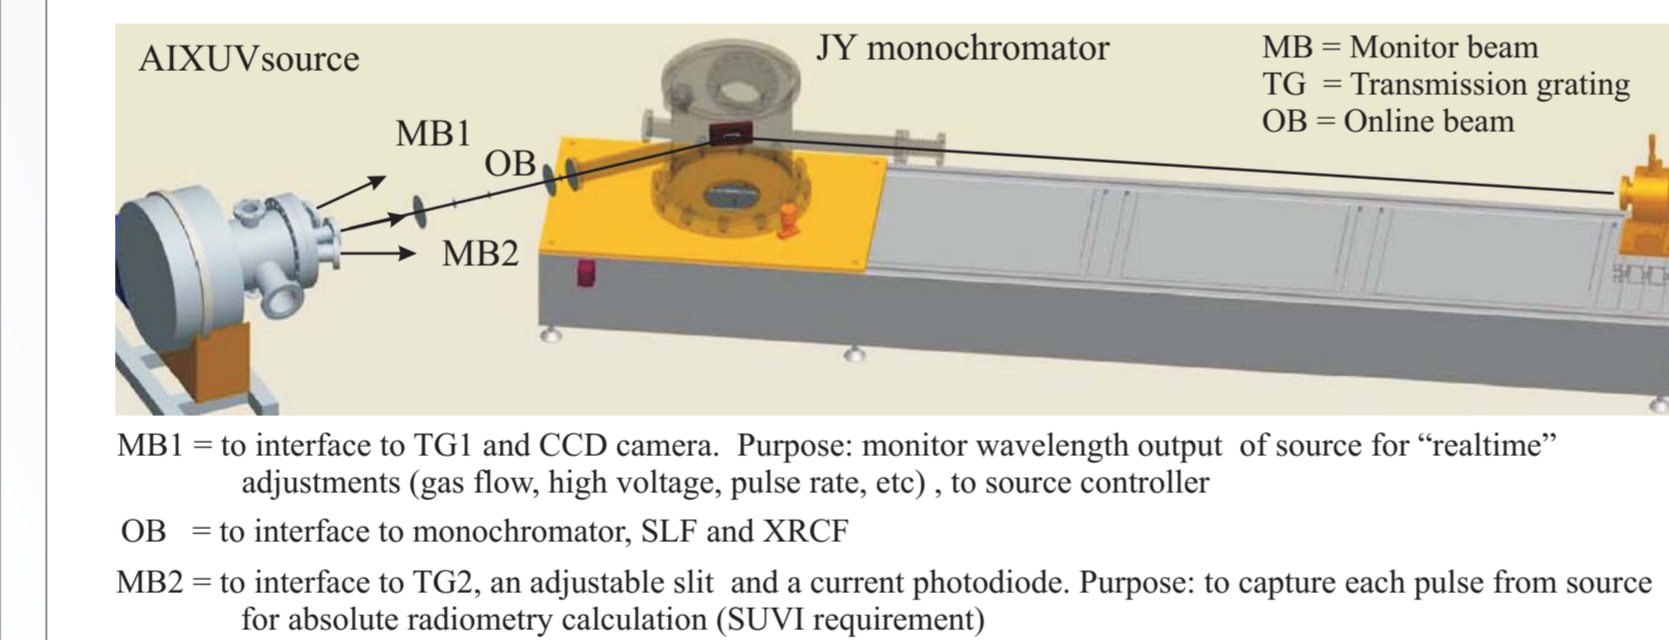 AIXUVsource
JY monochromator
MB = Monitor beam
TG = Transmission grating
OB = Online beam
MB1
OB
MB2
MB1 = to interface to TG1 and CCD camera. Purpose: monitor wavelength output of source for “realtime”
adjustments (gas flow, high voltage, pulse rate, etc) , to source controller
OB = to interface to monochromator, SLF and XRCF
MB2 = to interface to TG2, an adjustable slit and a current photodiode. Purpose: to capture each pulse from source
for absolute radiometry calculation (SUVI requirement)